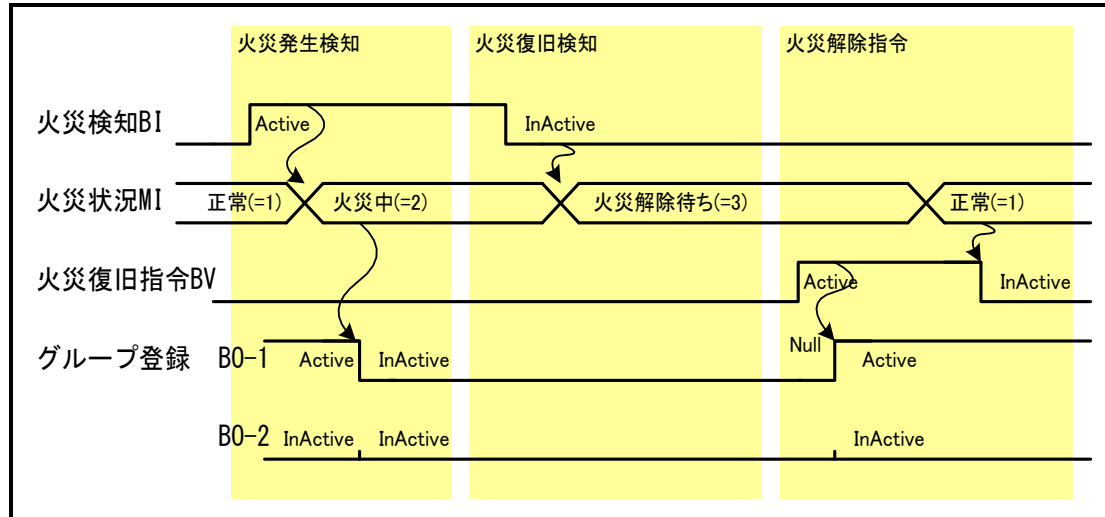 火災発生検知 火災復旧検知 火災解除指令
火災検知BI Active InActive
火災状況MI 正常(=1) 火災中(=2) 火災解除待ち(=3) 正常(=1)
火災復旧指令BV Active InActive
グループ登録 BO-1 Active InActive Null Active
BO-2 InActive InActive InActive